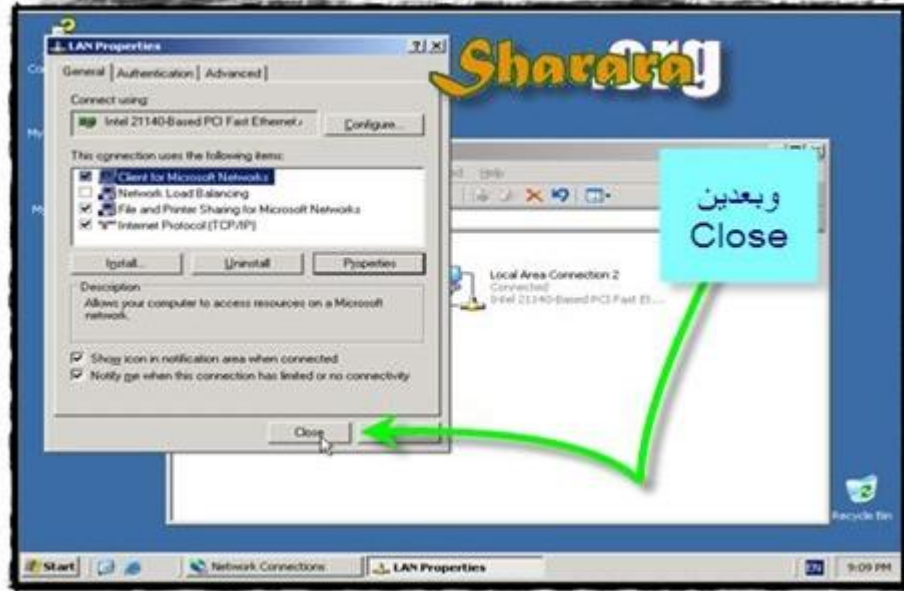 LAN Properties
Sharara.org
General Authentication Advanced
Connect using:
Intel 21140-Based PCI Fast Ethernet
Configure...
This connection uses the following items:
Client for Microsoft Networks
Network Load Balancing
File and Printer Sharing for Microsoft Networks
Internet Protocol (TCP/IP)
Install...
Uninstall
Properties
Description
Allows your computer to access resources on a Microsoft
network.
Show icon in notification area when connected
Notify me when this connection has limited or no connectivity
Close
Help
وبعدين
Close
Local Area Connection 2
Connected
Intel 21140-Based PCI Fast Et...
Recycle Bin
Start
Network Connections
LAN Properties
EN
9:09 PM